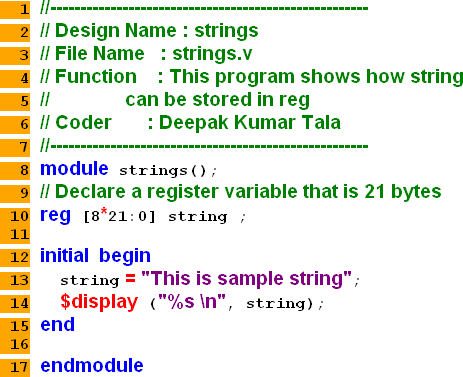 1 //-----------------------------------------------------
2 // Design Name : strings
3 // File Name   : strings.v
4 // Function    : This program shows how string
5 //             can be stored in reg
6 // Coder       : Deepak Kumar Tala
7 //-----------------------------------------------------
8 module strings();
9 // Declare a register variable that is 21 bytes
10 reg [8*21:0] string ;
11
12 initial begin
13   string = "This is sample string";
14   $display ("%s \n", string);
15 end
16
17 endmodule